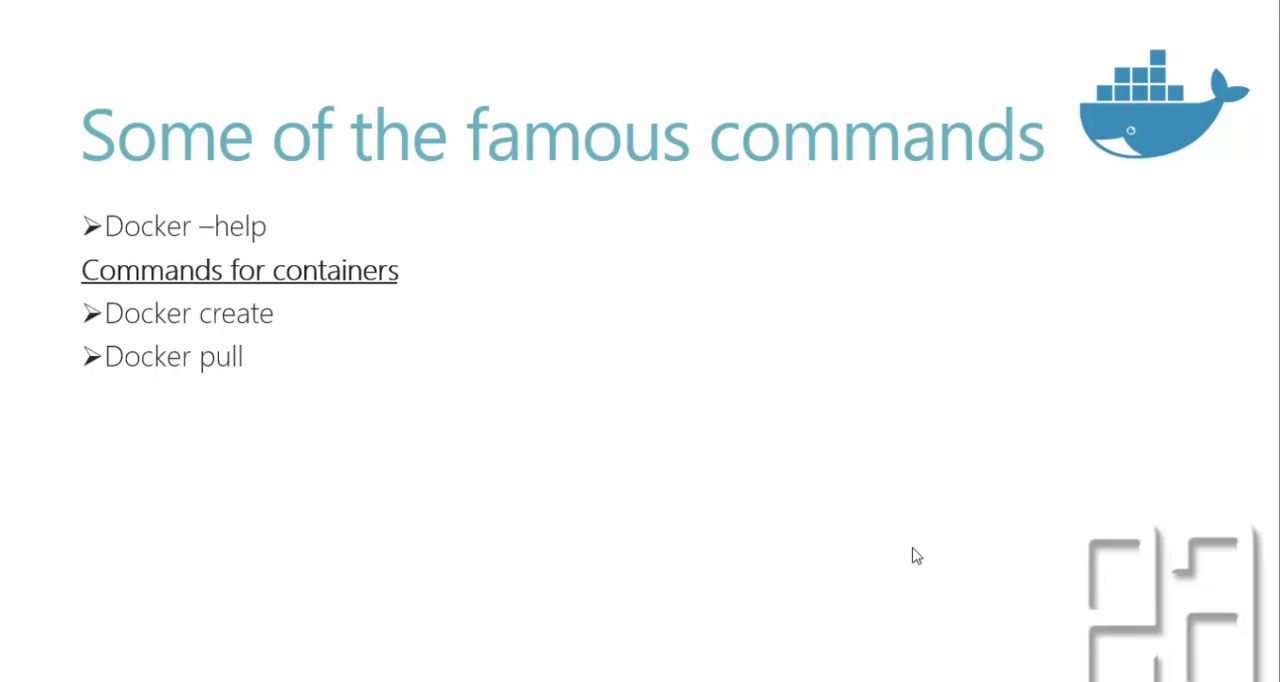 Some of the famous commands
➢Docker –help
Commands for containers
➢Docker create
➢Docker pull